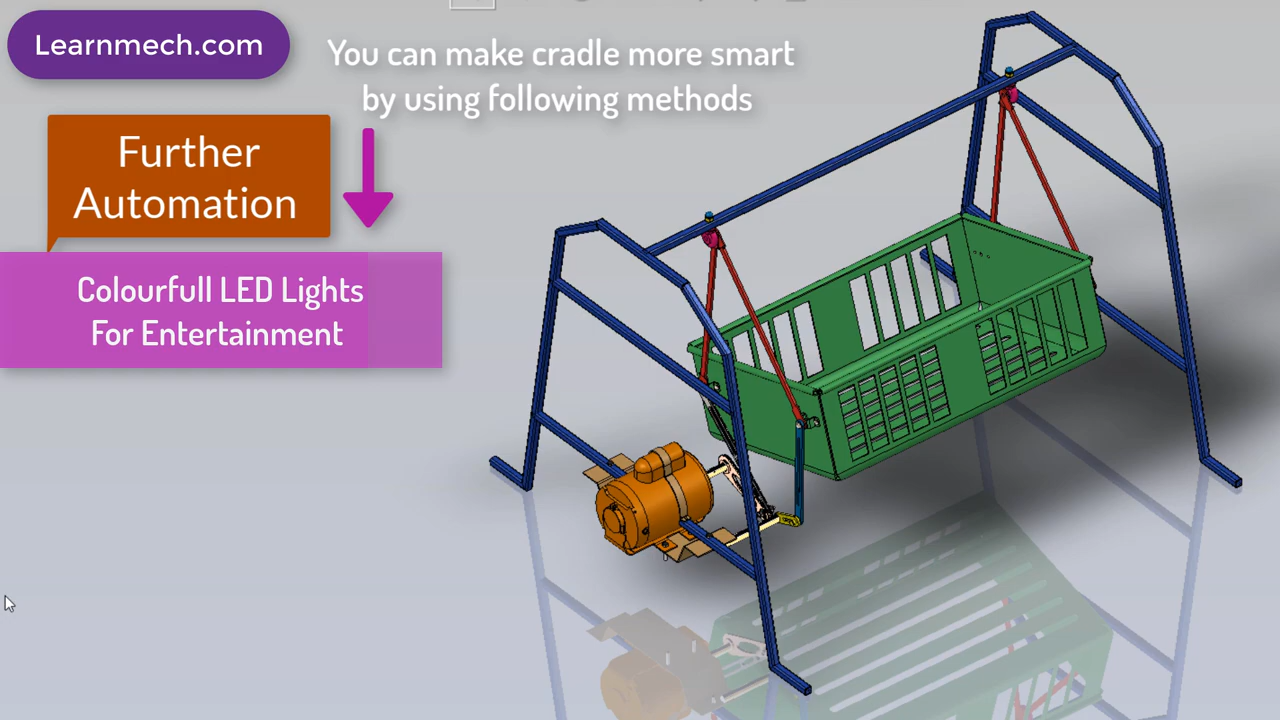 Learnmech.com
You can make cradle more smart
by using following methods
Further
Automation
Colourfull LED Lights
For Entertainment